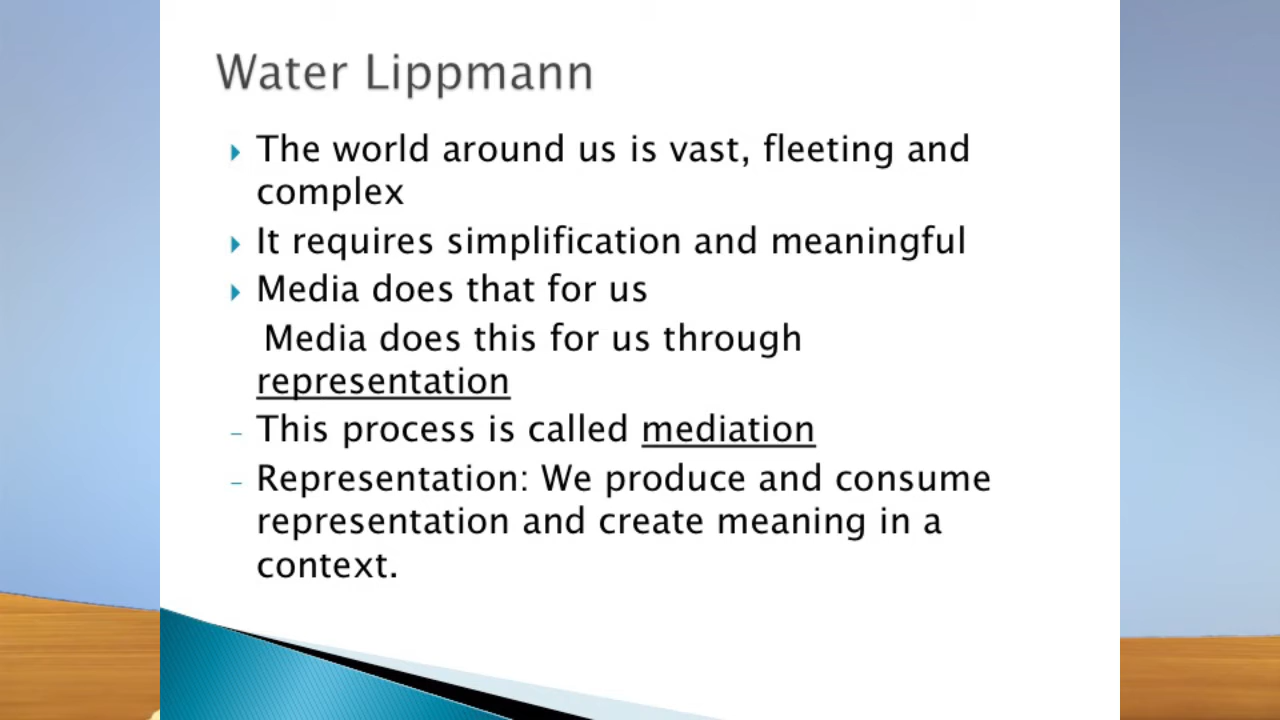 Water Lippmann
The world around us is vast, fleeting and
complex
It requires simplification and meaningful
Media does that for us
Media does this for us through
representation
– This process is called mediation
– Representation: We produce and consume
representation and create meaning in a
context.